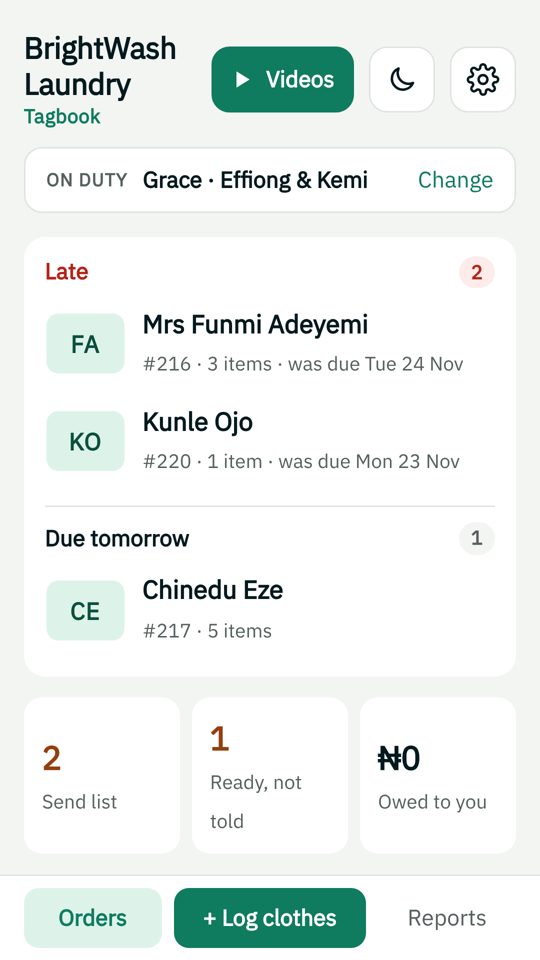 BrightWash
Laundry
Tagbook
Videos
ON DUTY Grace · Effiong & Kemi Change
Late 2
FA Mrs Funmi Adeyemi
#216 · 3 items · was due Tue 24 Nov
KO Kunle Ojo
#220 · 1 item · was due Mon 23 Nov
Due tomorrow 1
CE Chinedu Eze
#217 · 5 items
2
Send list
1
Ready, not
told
₦0
Owed to you
Orders + Log clothes Reports